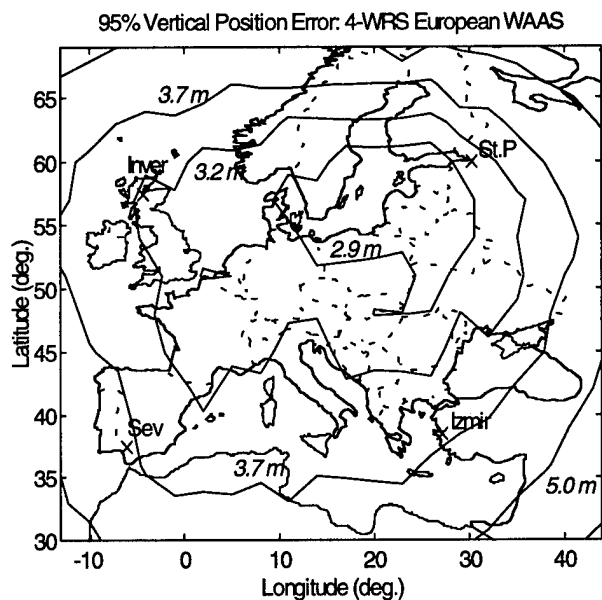 95% Vertical Position Error: 4-WRS European WAAS
Latitude (deg.)
65
60
55
50
45
40
35
30
3.7 m
Inver
3.2 m
St.P
2.9 m
Sev
Izmir
3.7 m
5.0 m
-10
0
10
20
30
40
Longitude (deg.)